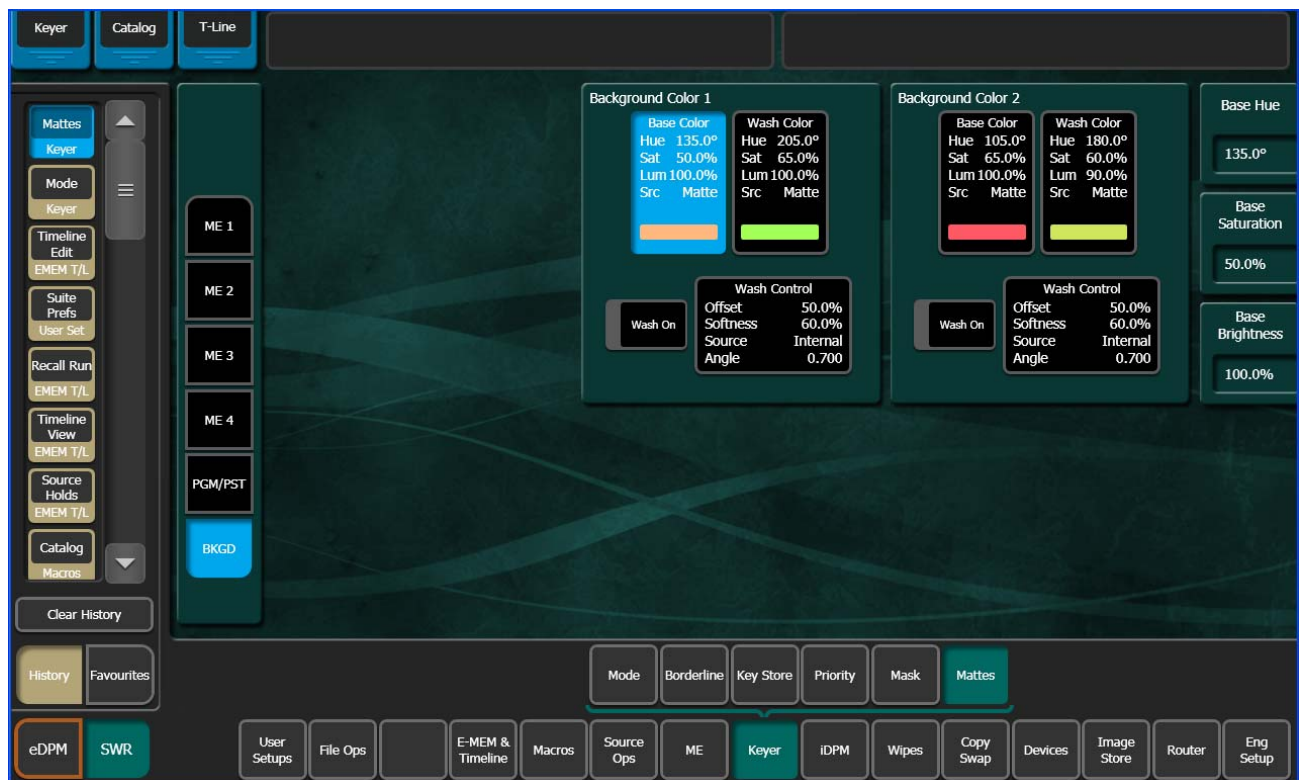 Keyer
Catalog
T-Line
Mattes
Keyer
Mode
Keyer
Timeline
Edit
EMEM T/L
Suite
Prefs
User Set
Recall Run
EMEM T/L
Timeline
View
EMEM T/L
Source
Holds
EMEM T/L
Catalog
Macros
Clear History
History
Favourites
eDPM
SWR
ME 1
ME 2
ME 3
ME 4
PGM/PST
BKGD
Background Color 1
Base Color
Hue 135.0º
Sat 50.0%
Lum 100.0%
Src Matte
Wash Color
Hue 205.0º
Sat 65.0%
Lum 100.0%
Src Matte
Wash On
Wash Control
Offset 50.0%
Softness 60.0%
Source Internal
Angle 0.700
Background Color 2
Base Color
Hue 105.0º
Sat 65.0%
Lum 100.0%
Src Matte
Wash Color
Hue 180.0º
Sat 60.0%
Lum 90.0%
Src Matte
Wash On
Wash Control
Offset 50.0%
Softness 60.0%
Source Internal
Angle 0.700
Base Hue
135.0º
Base
Saturation
50.0%
Base
Brightness
100.0%
Mode
Borderline
Key Store
Priority
Mask
Mattes
User
Setups
File Ops
E-MEM &
Timeline
Macros
Source
Ops
ME
Keyer
iDPM
Wipes
Copy
Swap
Devices
Image
Store
Router
Eng
Setup